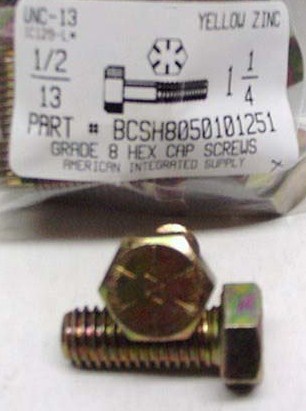 UNC-13 YELLOW ZINC
1/2
13
1 1/4
PART # BCSH8050101251
GRADE 8 HEX CAP SCREWS
AMERICAN INTEGRATED SUPPLY